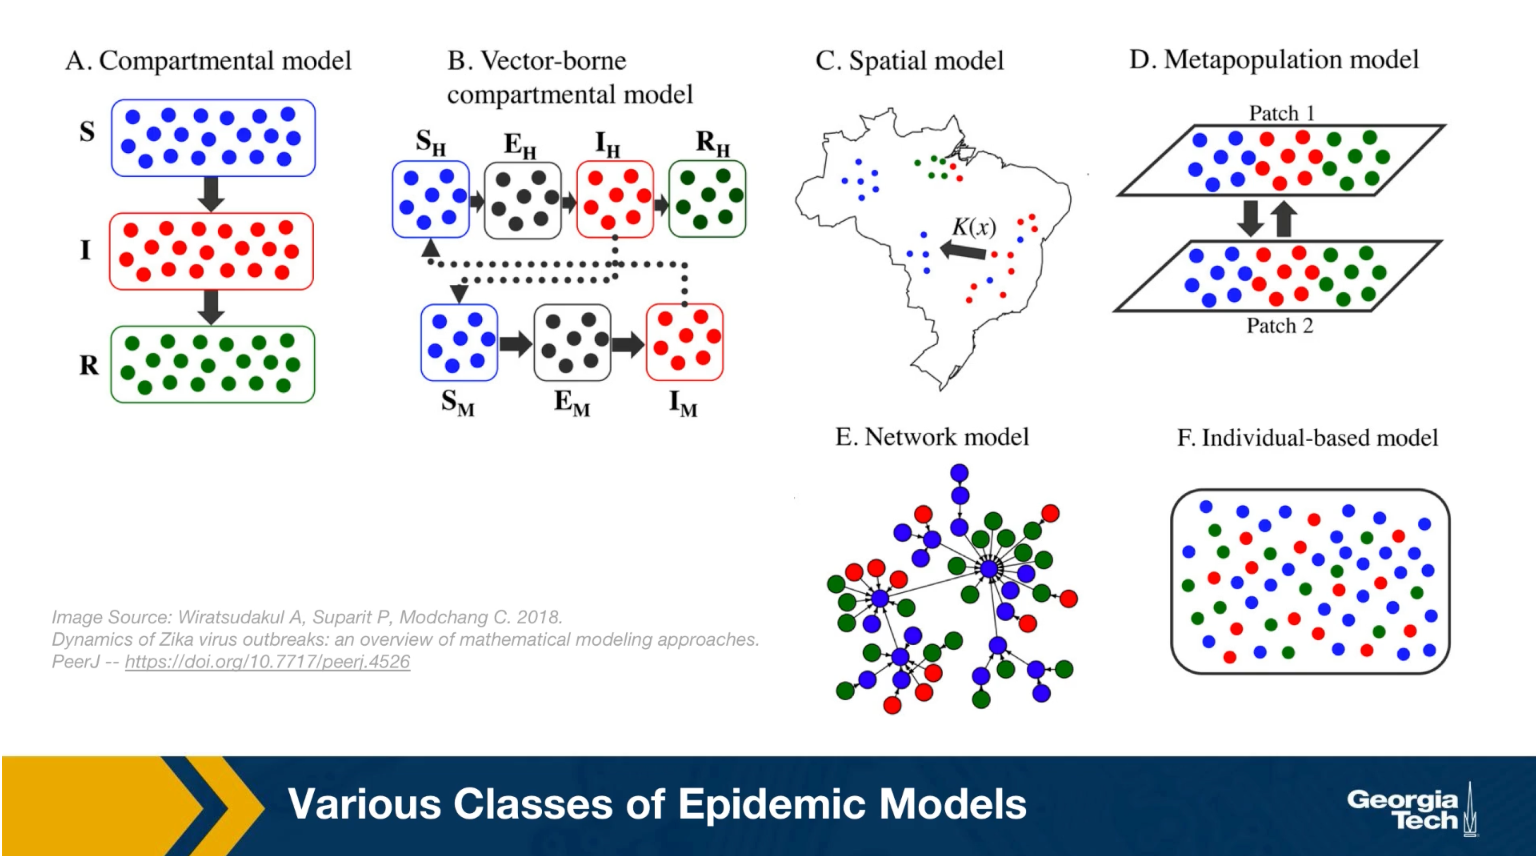 A. Compartmental model
S
I
R
B. Vector-borne
compartmental model
S_H E_H I_H R_H
S_M E_M I_M
C. Spatial model
K(x)
D. Metapopulation model
Patch 1
Patch 2
E. Network model
F. Individual-based model
Image Source: Wiratsudakul A, Suparit P, Modchang C. 2018.
Dynamics of Zika virus outbreaks: an overview of mathematical modeling approaches.
PeerJ -- https://doi.org/10.7717/peerj.4526
Various Classes of Epidemic Models
Georgia
Tech